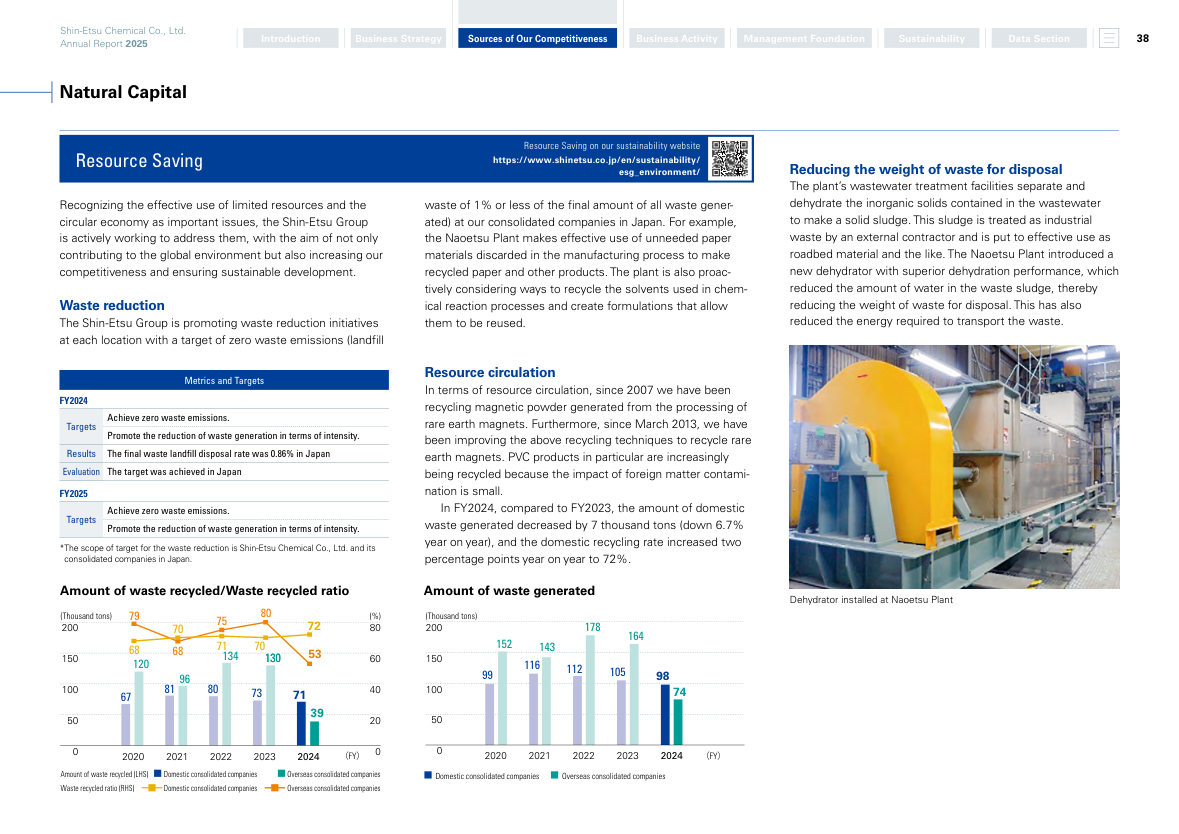 Shin-Etsu Chemical Co., Ltd.
Annual Report 2025
Introduction
Business Strategy
Sources of Our Competitiveness
Business Activity
Management Foundation
Sustainability
Data Section
38
Natural Capital
Resource Saving
Resource Saving on our sustainability website
https://www.shinetsu.co.jp/en/sustainability/
esg_environment/
Recognizing the effective use of limited resources and the
circular economy as important issues, the Shin-Etsu Group
is actively working to address them, with the aim of not only
contributing to the global environment but also increasing our
competitiveness and ensuring sustainable development.
Waste reduction
The Shin-Etsu Group is promoting waste reduction initiatives
at each location with a target of zero waste emissions (landfill
Metrics and Targets
FY2024
Targets
Achieve zero waste emissions.
Promote the reduction of waste generation in terms of intensity.
Results The final waste landfill disposal rate was 0.86% in Japan
Evaluation The target was achieved in Japan
FY2025
Targets
Achieve zero waste emissions.
Promote the reduction of waste generation in terms of intensity.
*The scope of target for the waste reduction is Shin-Etsu Chemical Co., Ltd. and its
consolidated companies in Japan.
Amount of waste recycled/Waste recycled ratio
(Thousand tons) (%)
200 80
150 60
100 40
50 20
0 0
79 70 75 80 72
68 68 71 70 53
120 96 134 130 39
67 81 80 73 71
2020 2021 2022 2023 2024 (FY)
Amount of waste recycled (LHS) Domestic consolidated companies Overseas consolidated companies
Waste recycled ratio (RHS) Domestic consolidated companies Overseas consolidated companies
waste of 1% or less of the final amount of all waste gener-
ated) at our consolidated companies in Japan. For example,
the Naoetsu Plant makes effective use of unneeded paper
materials discarded in the manufacturing process to make
recycled paper and other products. The plant is also proac-
tively considering ways to recycle the solvents used in chem-
ical reaction processes and create formulations that allow
them to be reused.
Resource circulation
In terms of resource circulation, since 2007 we have been
recycling magnetic powder generated from the processing of
rare earth magnets. Furthermore, since March 2013, we have
been improving the above recycling techniques to recycle rare
earth magnets. PVC products in particular are increasingly
being recycled because the impact of foreign matter contami-
nation is small.
In FY2024, compared to FY2023, the amount of domestic
waste generated decreased by 7 thousand tons (down 6.7%
year on year), and the domestic recycling rate increased two
percentage points year on year to 72%.
Amount of waste generated
(Thousand tons)
200
150
100
50
0
99 152 116 143 112 178 105 164 98 74
2020 2021 2022 2023 2024 (FY)
Domestic consolidated companies Overseas consolidated companies
Reducing the weight of waste for disposal
The plant's wastewater treatment facilities separate and
dehydrate the inorganic solids contained in the wastewater
to make a solid sludge. This sludge is treated as industrial
waste by an external contractor and is put to effective use as
roadbed material and the like. The Naoetsu Plant introduced a
new dehydrator with superior dehydration performance, which
reduced the amount of water in the waste sludge, thereby
reducing the weight of waste for disposal. This has also
reduced the energy required to transport the waste.
Dehydrator installed at Naoetsu Plant